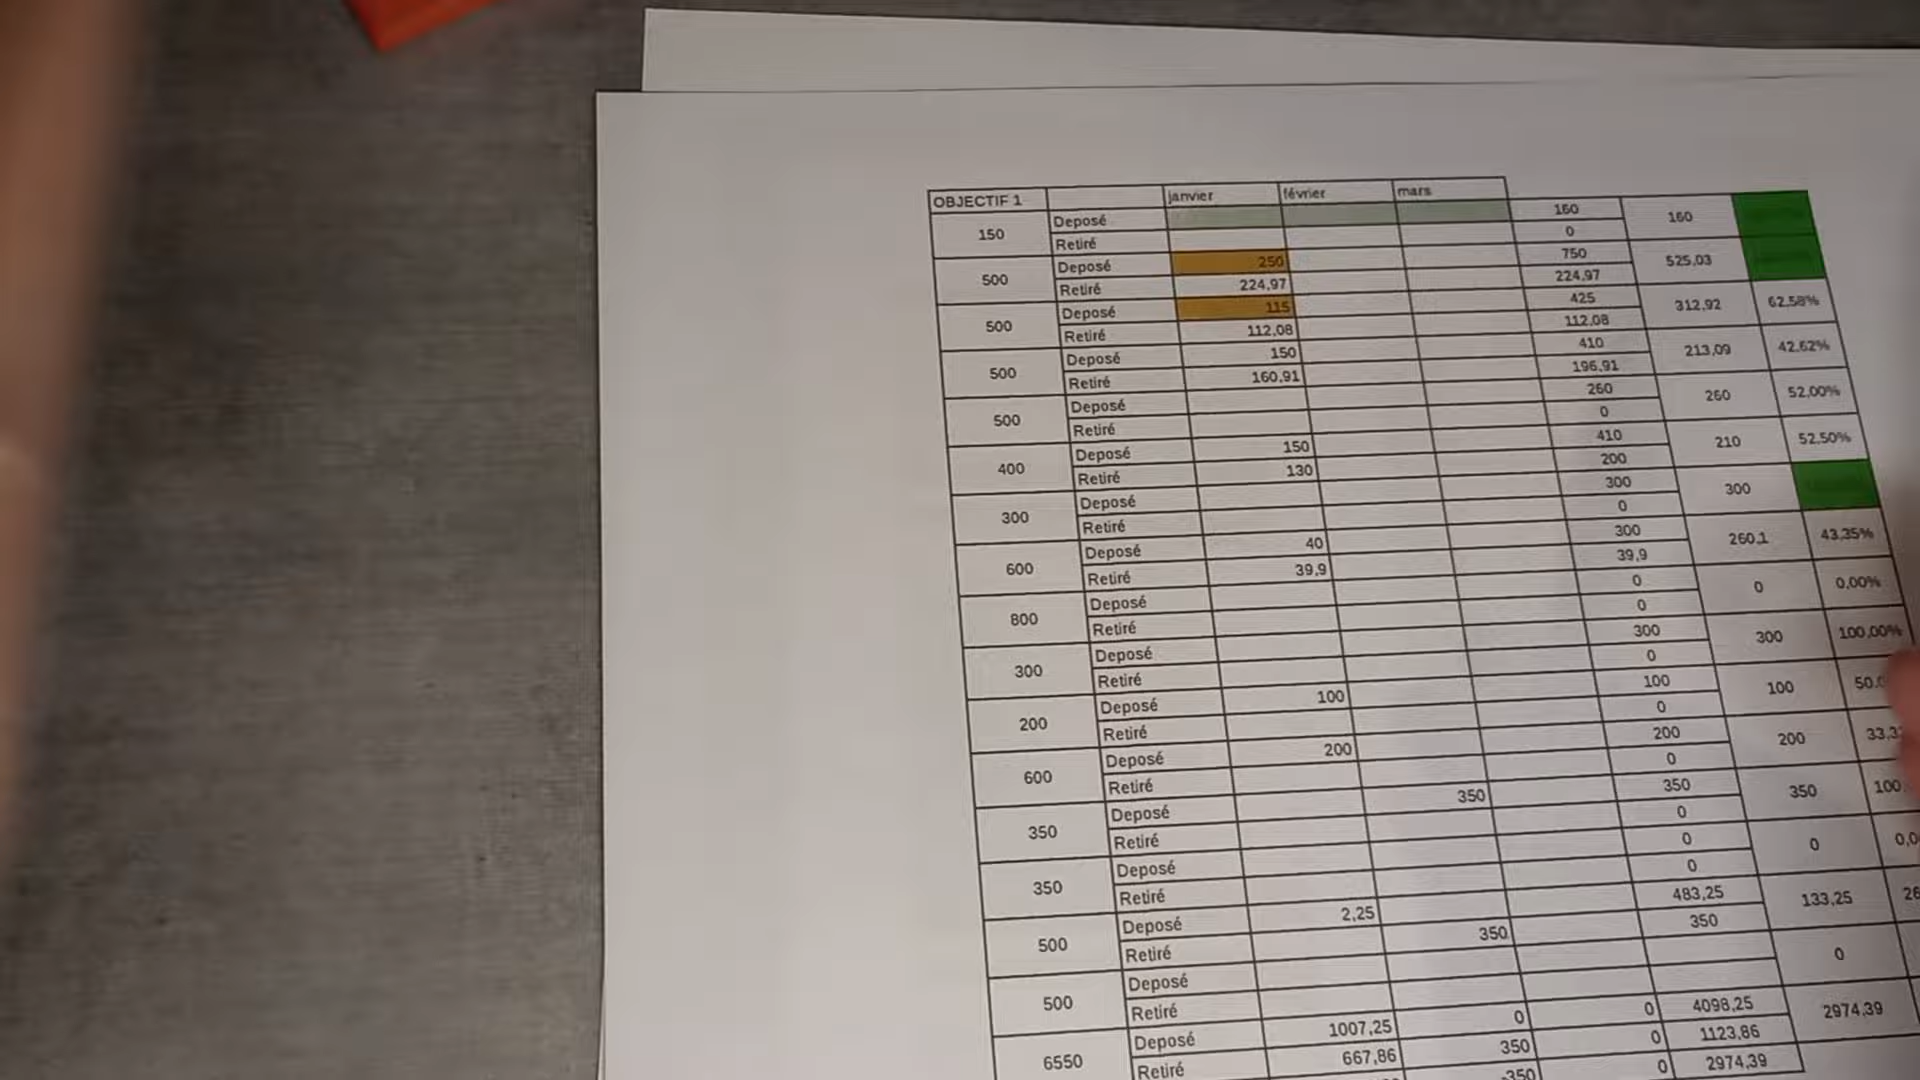 OBJECTIF 1 janvier février mars
150 Deposé 160 160
Retiré 0
500 Deposé 250 750 525,03
Retiré 224,97 224,97
500 Deposé 115 425 312,92 62,58%
Retiré 112,08 112,08
500 Deposé 150 410 213,09 42,62%
Retiré 160,91 196,91
500 Deposé 260 260 52,00%
Retiré 0
400 Deposé 150 410 210 52,50%
Retiré 130 200
300 Deposé 300 300
Retiré 0
600 Deposé 40 300 260,1 43,35%
Retiré 39,9 39,9
800 Deposé 0 0 0,00%
Retiré 0
300 Deposé 300 300 100,00%
Retiré 0
200 Deposé 100 100 100
Retiré 0
600 Deposé 200 200 200
Retiré 0
350 Deposé 350 350 350
Retiré 0
350 Deposé 0 0
Retiré 0
500 Deposé 2,25 483,25 133,25
Retiré 350 350
500 Deposé 0
Retiré
6550 Deposé 1007,25 0 0 4098,25 2974,39
Retiré 667,86 350 0 1123,86
-350 0 2974,39